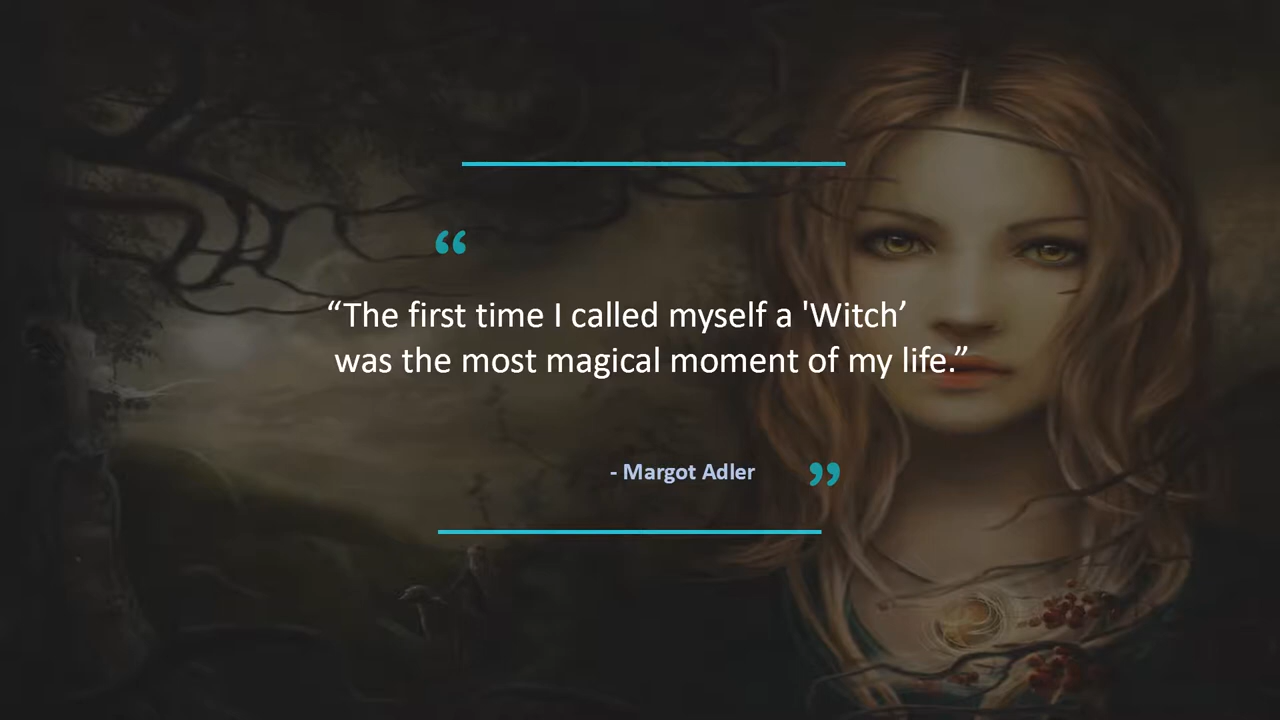 “
“The first time I called myself a 'Witch’
was the most magical moment of my life.”
- Margot Adler ”